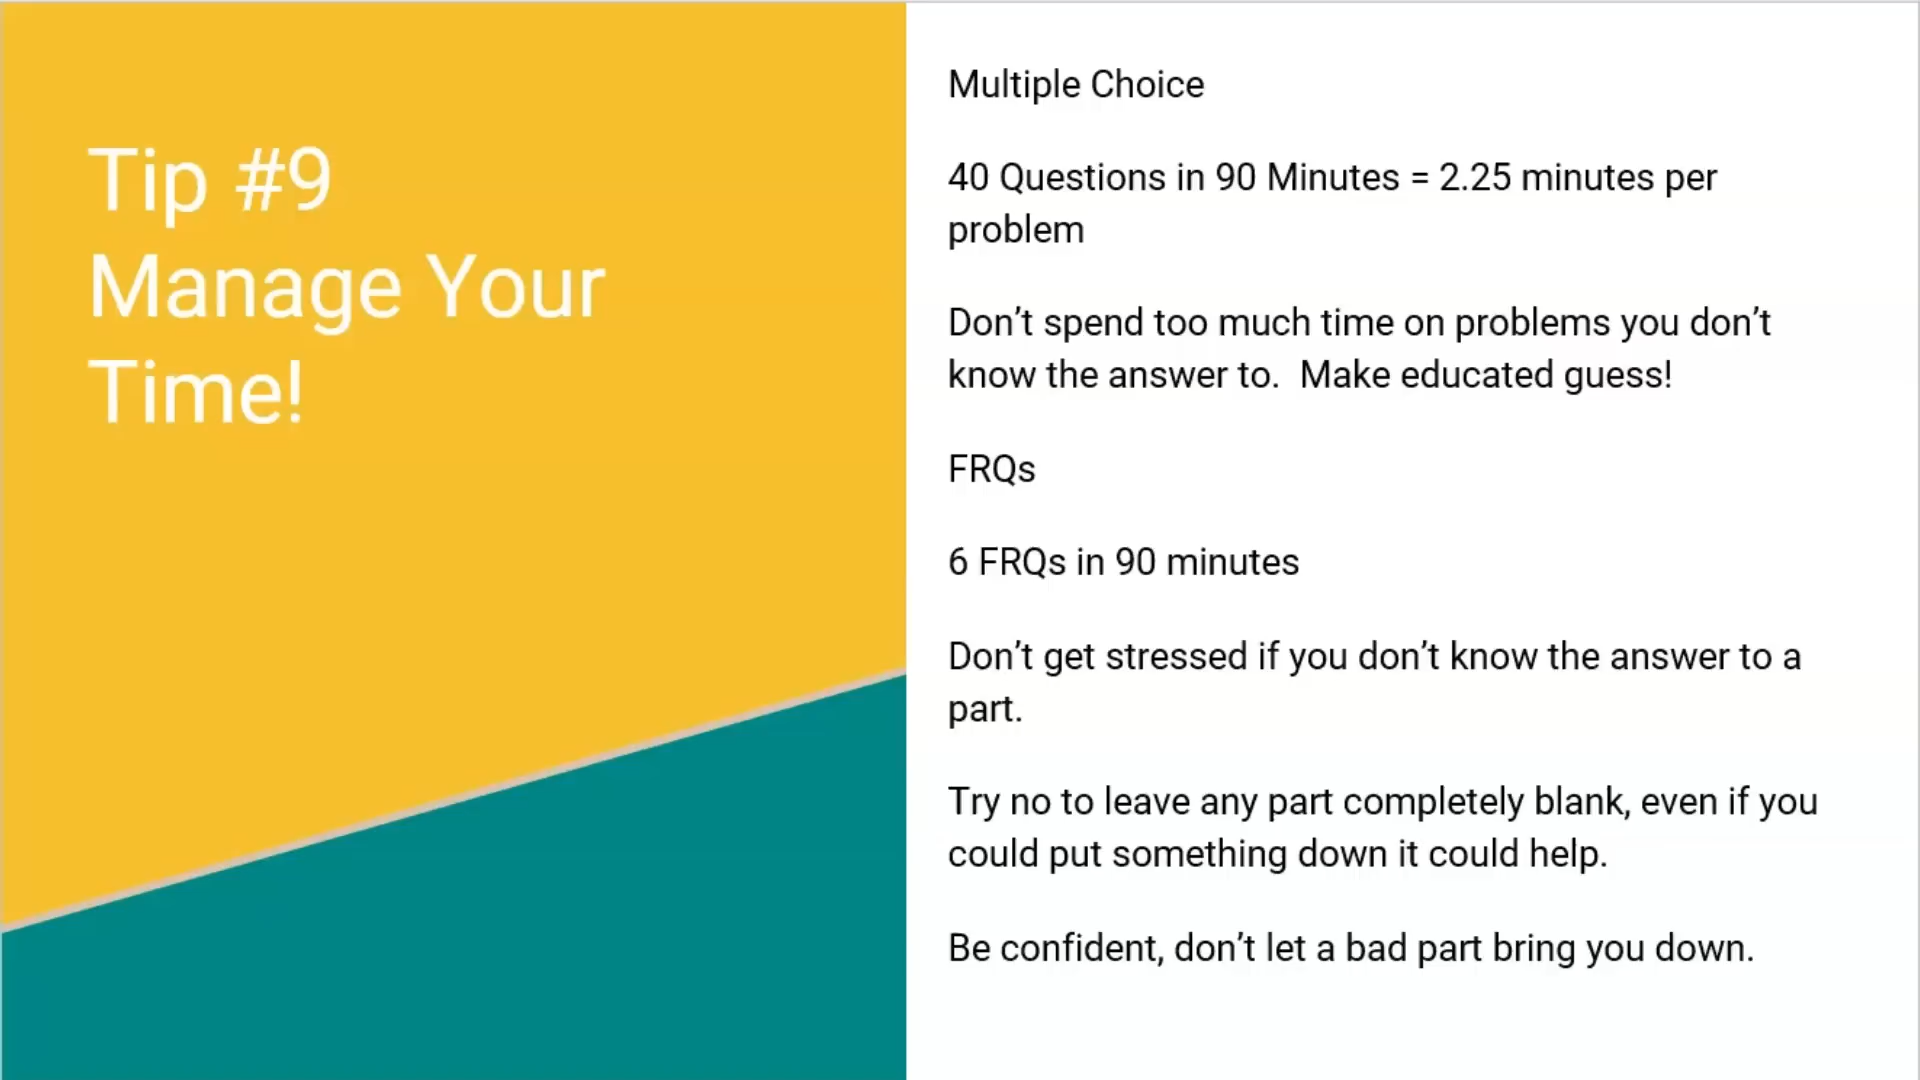 Tip #9
Manage Your
Time!
Multiple Choice
40 Questions in 90 Minutes = 2.25 minutes per
problem
Don’t spend too much time on problems you don’t
know the answer to.  Make educated guess!
FRQs
6 FRQs in 90 minutes
Don’t get stressed if you don’t know the answer to a
part.
Try no to leave any part completely blank, even if you
could put something down it could help.
Be confident, don’t let a bad part bring you down.